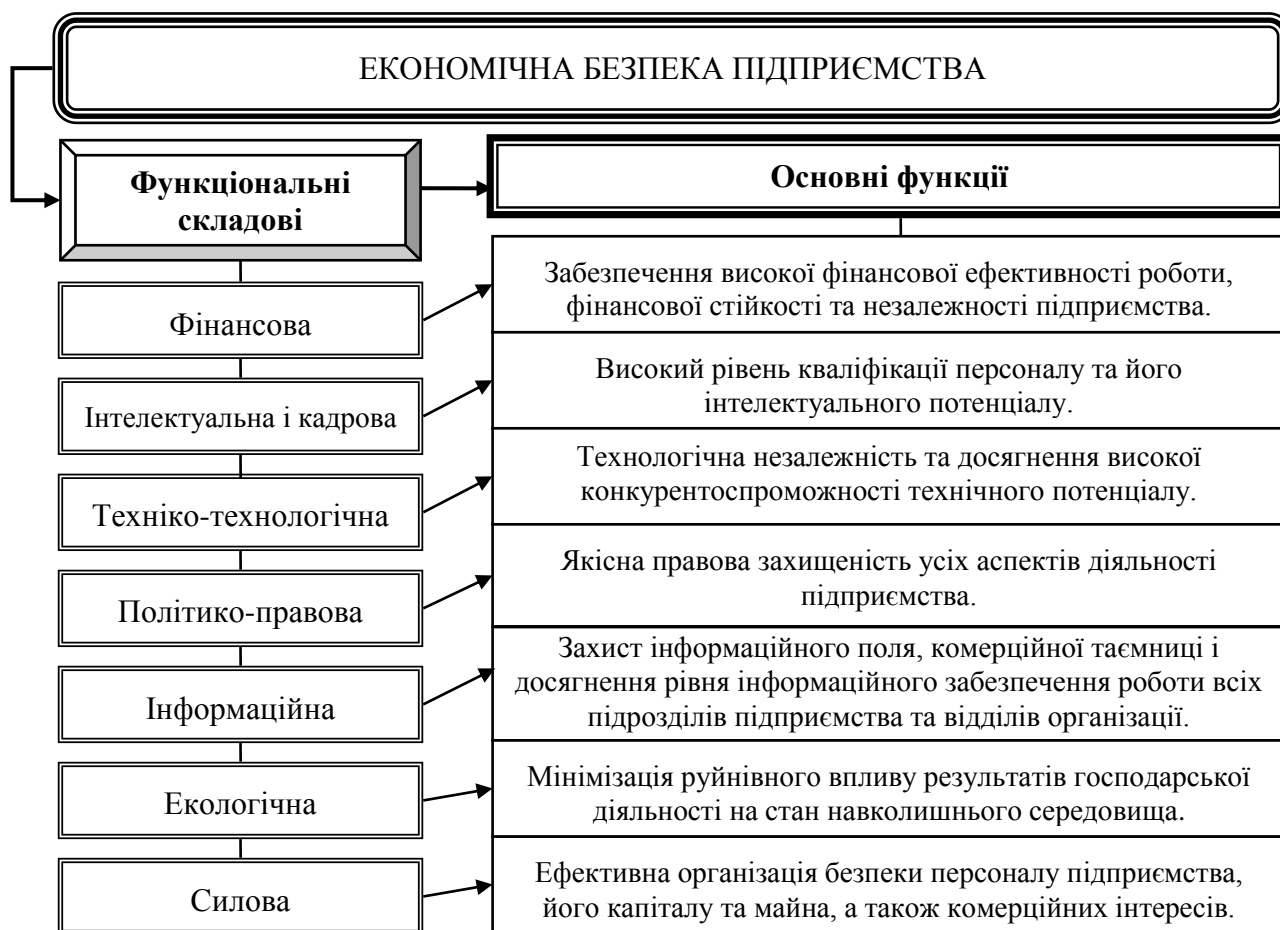 ЕКОНОМІЧНА БЕЗПЕКА ПІДПРИЄМСТВА
Функціональні
складові
Основні функції
Фінансова
Забезпечення високої фінансової ефективності роботи,
фінансової стійкості та незалежності підприємства.
Інтелектуальна і кадрова
Високий рівень кваліфікації персоналу та його
інтелектуального потенціалу.
Техніко-технологічна
Технологічна незалежність та досягнення високої
конкурентоспроможності технічного потенціалу.
Політико-правова
Якісна правова захищеність усіх аспектів діяльності
підприємства.
Інформаційна
Захист інформаційного поля, комерційної таємниці і
досягнення рівня інформаційного забезпечення роботи всіх
підрозділів підприємства та відділів організації.
Екологічна
Мінімізація руйнівного впливу результатів господарської
діяльності на стан навколишнього середовища.
Силова
Ефективна організація безпеки персоналу підприємства,
його капіталу та майна, а також комерційних інтересів.